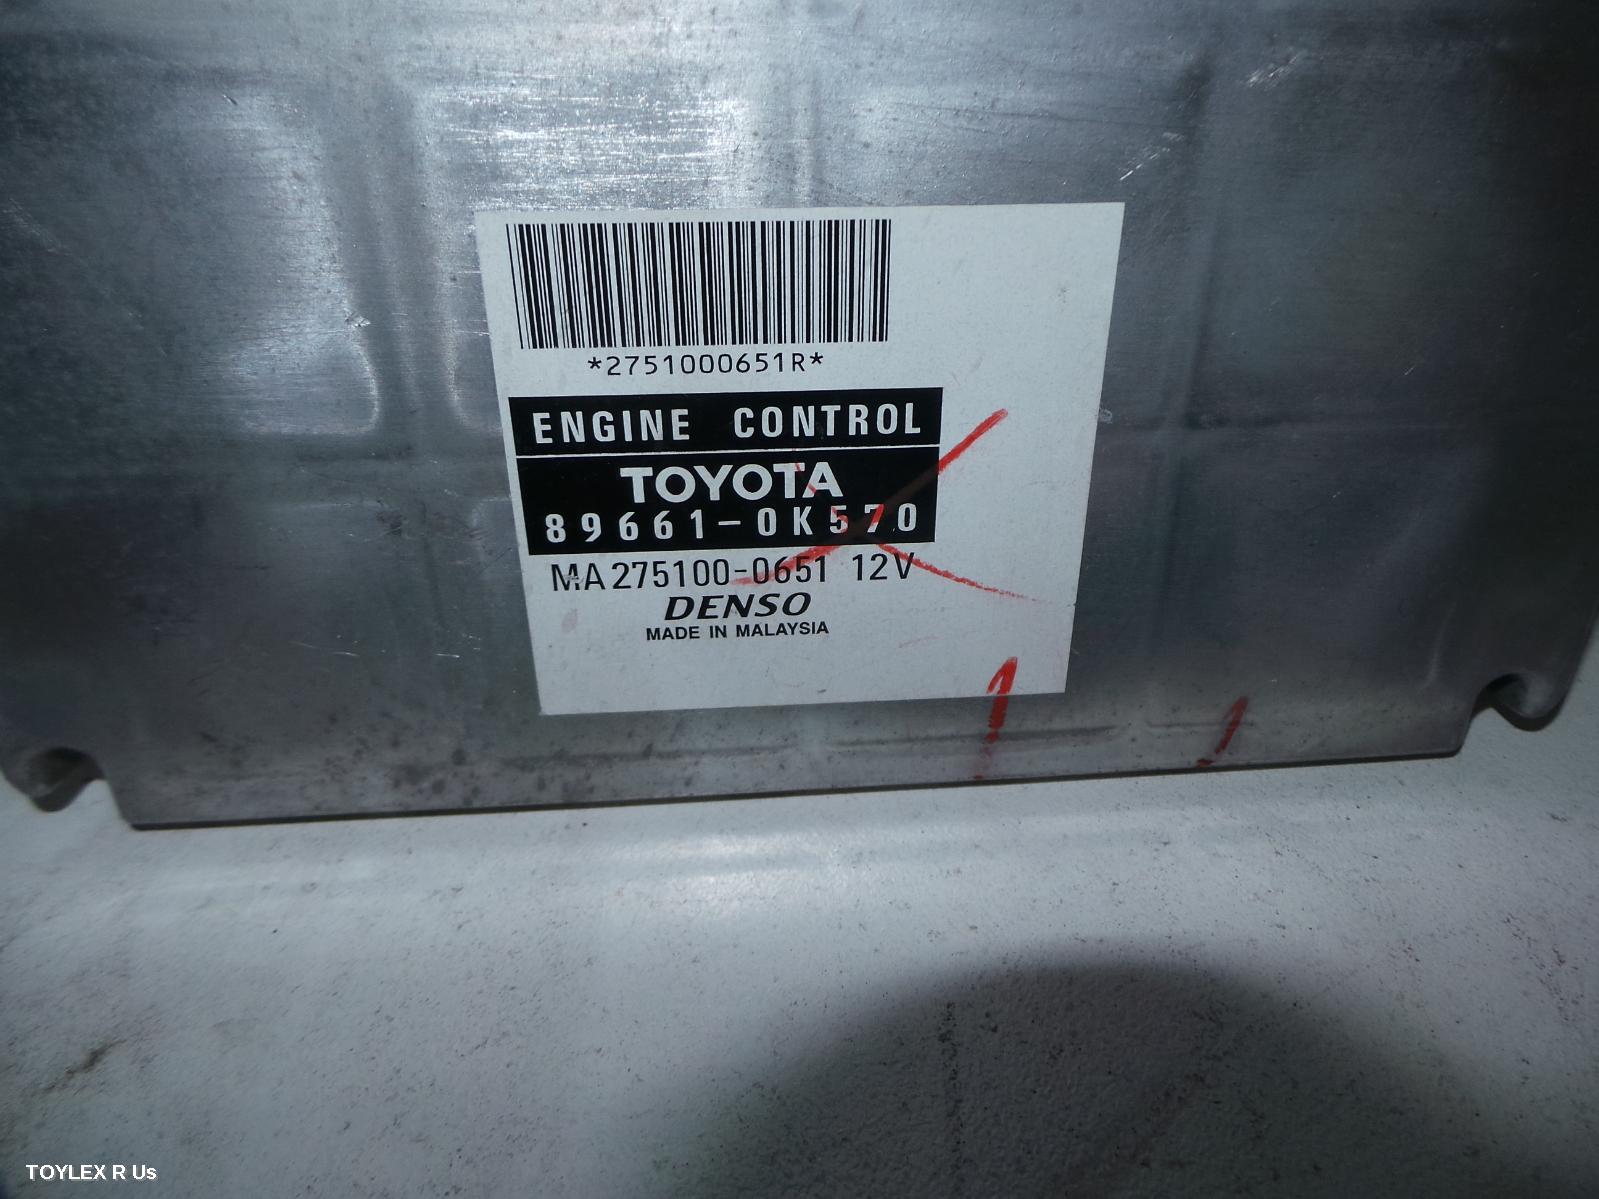 *2751000651R*
ENGINE CONTROL
TOYOTA
89661-0K570
MA275100-0651 12V
DENSO
MADE IN MALAYSIA
TOYLEX R Us